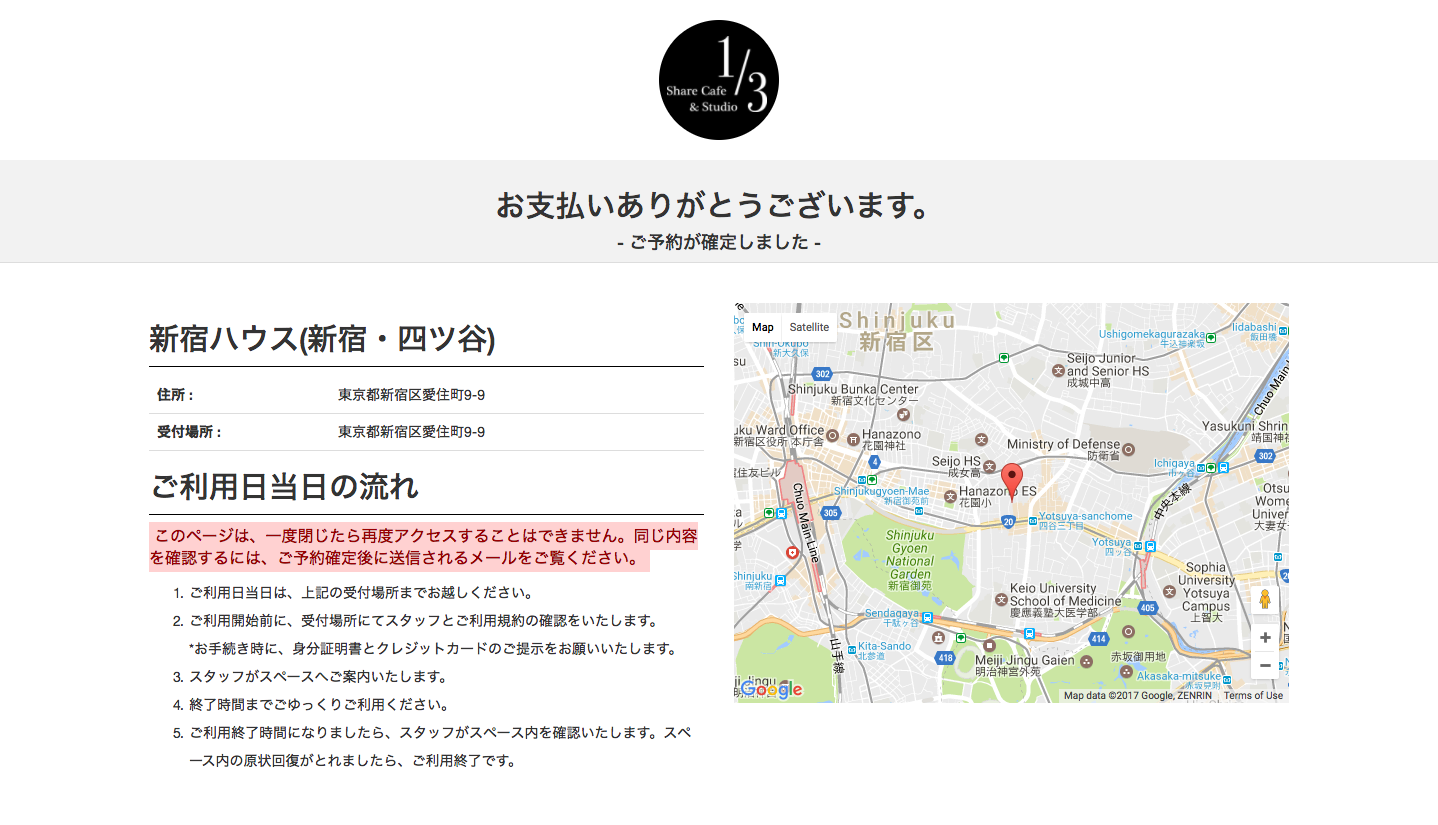 1/3
Share Cafe
& Studio
お支払いありがとうございます。
- ご予約が確定しました -
新宿ハウス(新宿・四ツ谷)
住所 : 東京都新宿区愛住町9-9
受付場所 : 東京都新宿区愛住町9-9
ご利用日当日の流れ
このページは、一度閉じたら再度アクセスすることはできません。同じ内容
を確認するには、ご予約確定後に送信されるメールをご覧ください。
1. ご利用日当日は、上記の受付場所までお越しください。
2. ご利用開始前に、受付場所にてスタッフとご利用規約の確認をいたします。
*お手続き時に、身分証明書とクレジットカードのご提示をお願いいたします。
3. スタッフがスペースへご案内いたします。
4. 終了時間までごゆっくりご利用ください。
5. ご利用終了時間になりましたら、スタッフがスペース内を確認いたします。スペ
ース内の原状回復がとれましたら、ご利用終了です。
Map Satellite
Shinjuku
新宿区
Shin-Okubo
新大久保
Ushigomekagurazaka
牛込神楽坂
Iidabashi
飯田橋
Seijo Junior
and Senior HS
成城中高
302
Shinjuku Bunka Center
新宿文化センター
Chuo Main
Yasukuni Shrin
靖国神
302
uku Ward Office
新宿区役所 本庁舎
Hanazono
花園神社
Ministry of Defense
防衛省
4
Seijo HS
成女高
Ichigaya
市ヶ谷
Shinjukugyoen-Mae
新宿御苑前
Hanazono ES
花園小
中央本線
Otsu
Wome
大妻女子
305
Chuo Main Line
20
Yotsuya-sanchome
四谷三丁目
Shinjuku
Gyoen
National
Garden
新宿御苑
Yotsuya
四ツ谷
Shinjuku
南新宿
Keio University
School of Medicine
慶應義塾大医学部
Sophia
University
Yotsuya
Campus
上智大
405
Sendagaya
千駄ヶ谷
414
山手線
Kita-Sando
北参道
418
Meiji Jingu Gaien
明治神宮外苑
赤坂御用地
Akasaka-mitsuke
赤坂見附
+
−
Google
Map data ©2017 Google, ZENRIN Terms of Use